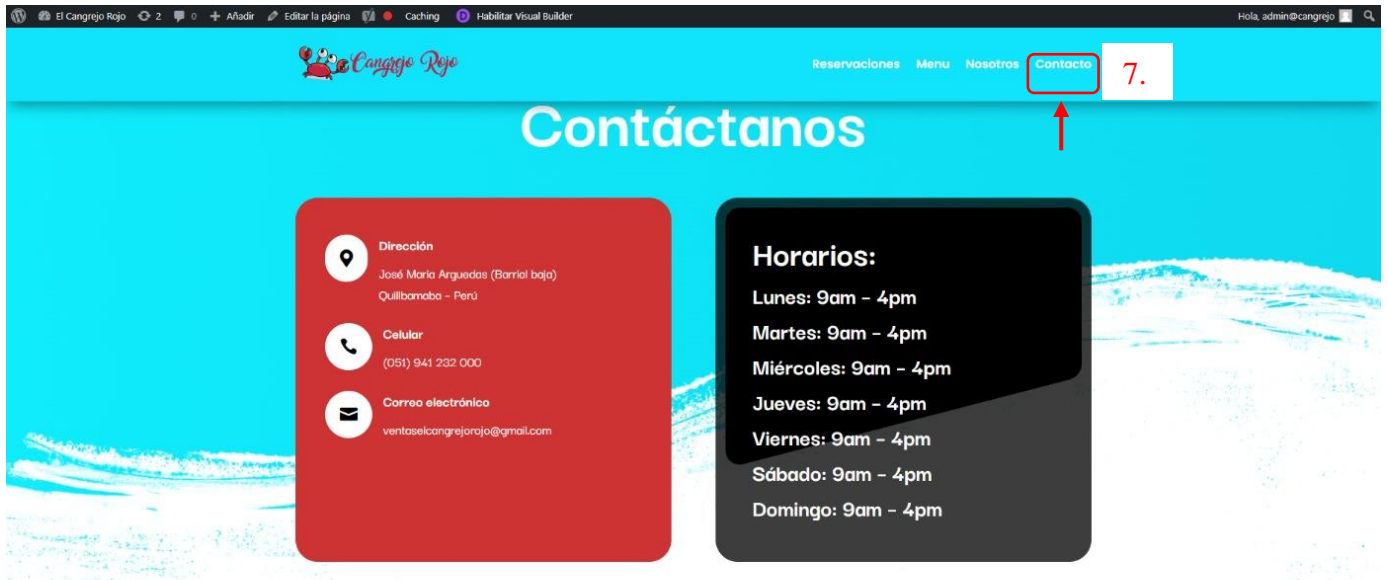 El Cangrejo Rojo 2 0 + Añadir Editar la página Caching D Habilitar Visual Builder Hola, admin@cangrejo
Cangrejo Rojo Reservaciones Menu Nosotros Contacto 7.
Contáctanos
Dirección
José Maria Arguedas (Barrial baja)
Quillbamaba – Perú
Celular
(051) 941 232 000
Correo electrónico
ventaselcangrejorojo@gmail.com
Horarios:
Lunes: 9am – 4pm
Martes: 9am – 4pm
Miércoles: 9am – 4pm
Jueves: 9am – 4pm
Viernes: 9am – 4pm
Sábado: 9am – 4pm
Domingo: 9am – 4pm